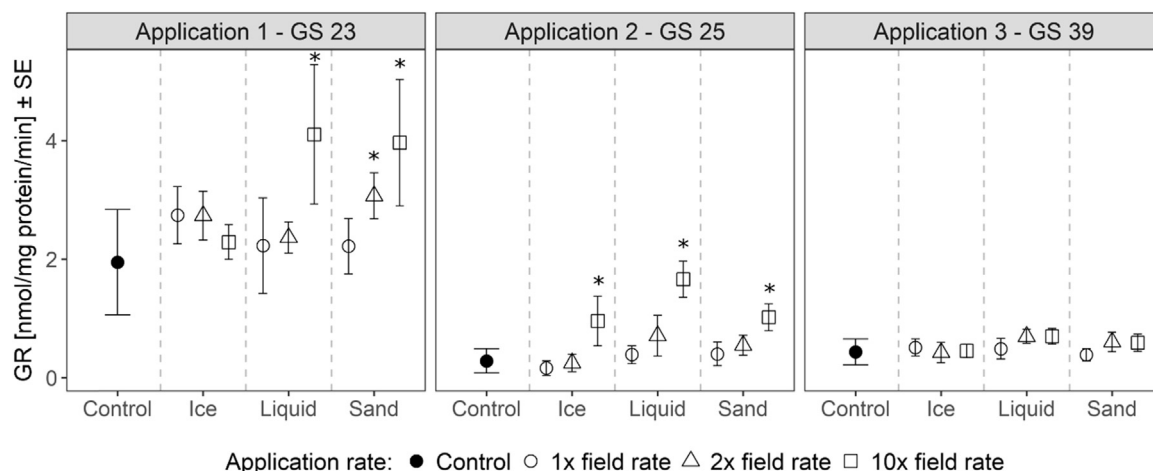 Application 1 - GS 23
Application 2 - GS 25
Application 3 - GS 39
GR [nmol/mg protein/min] ± SE
4
2
0
* * *
* * *
Control Ice Liquid Sand
Control Ice Liquid Sand
Control Ice Liquid Sand
Application rate: Control 1x field rate 2x field rate 10x field rate